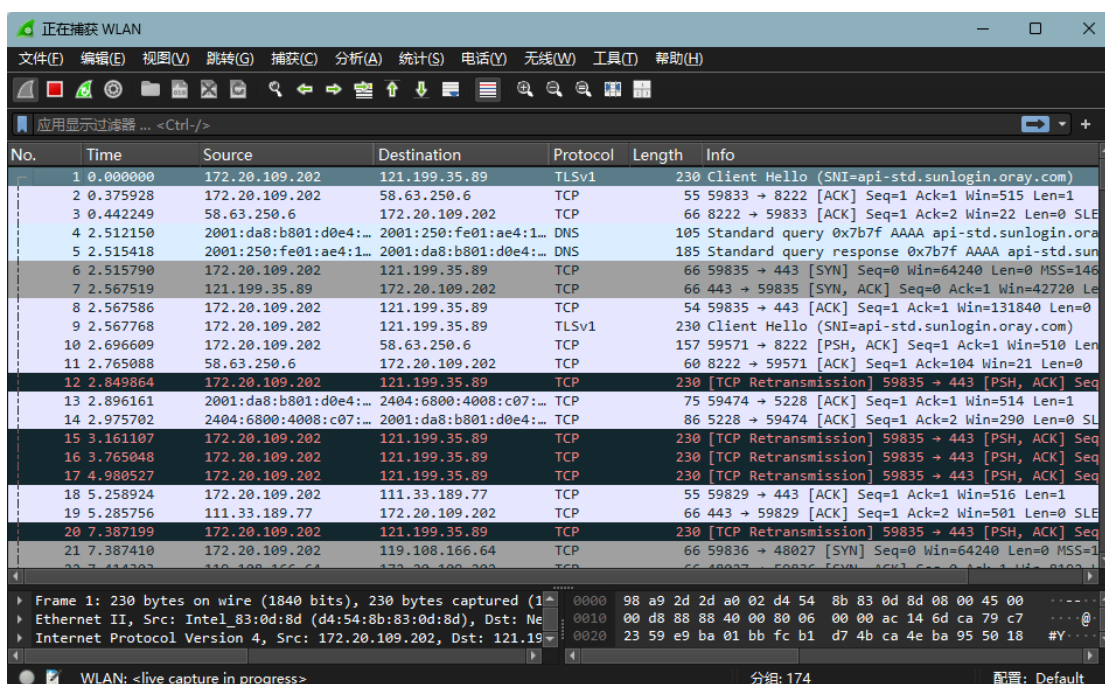 正在捕获 WLAN
文件(F) 编辑(E) 视图(V) 跳转(G) 捕获(C) 分析(A) 统计(S) 电话(Y) 无线(W) 工具(T) 帮助(H)
应用显示过滤器 … <Ctrl-/>
No. Time Source Destination Protocol Length Info
1 0.000000 172.20.109.202 121.199.35.89 TLSv1 230 Client Hello (SNI=api-std.sunlogin.oray.com)
2 0.375928 172.20.109.202 58.63.250.6 TCP 55 59833 → 8222 [ACK] Seq=1 Ack=1 Win=515 Len=1
3 0.442249 58.63.250.6 172.20.109.202 TCP 66 8222 → 59833 [ACK] Seq=1 Ack=2 Win=22 Len=0 SLE
4 2.512150 2001:da8:b801:d0e4:… 2001:250:fe01:ae4:1… DNS 105 Standard query 0x7b7f AAAA api-std.sunlogin.ora
5 2.515418 2001:250:fe01:ae4:1… 2001:da8:b801:d0e4:… DNS 185 Standard query response 0x7b7f AAAA api-std.sun
6 2.515790 172.20.109.202 121.199.35.89 TCP 66 59835 → 443 [SYN] Seq=0 Win=64240 Len=0 MSS=146
7 2.567519 121.199.35.89 172.20.109.202 TCP 66 443 → 59835 [SYN, ACK] Seq=0 Ack=1 Win=42720 Le
8 2.567586 172.20.109.202 121.199.35.89 TCP 54 59835 → 443 [ACK] Seq=1 Ack=1 Win=131840 Len=0
9 2.567768 172.20.109.202 121.199.35.89 TLSv1 230 Client Hello (SNI=api-std.sunlogin.oray.com)
10 2.696609 172.20.109.202 58.63.250.6 TCP 157 59571 → 8222 [PSH, ACK] Seq=1 Ack=1 Win=510 Len
11 2.765088 58.63.250.6 172.20.109.202 TCP 60 8222 → 59571 [ACK] Seq=1 Ack=104 Win=21 Len=0
12 2.849864 172.20.109.202 121.199.35.89 TCP 230 [TCP Retransmission] 59835 → 443 [PSH, ACK] Seq
13 2.896161 2001:da8:b801:d0e4:… 2404:6800:4008:c07:… TCP 75 59474 → 5228 [ACK] Seq=1 Ack=1 Win=514 Len=1
14 2.975702 2404:6800:4008:c07:… 2001:da8:b801:d0e4:… TCP 86 5228 → 59474 [ACK] Seq=1 Ack=2 Win=290 Len=0 SL
15 3.161107 172.20.109.202 121.199.35.89 TCP 230 [TCP Retransmission] 59835 → 443 [PSH, ACK] Seq
16 3.765048 172.20.109.202 121.199.35.89 TCP 230 [TCP Retransmission] 59835 → 443 [PSH, ACK] Seq
17 4.980527 172.20.109.202 121.199.35.89 TCP 230 [TCP Retransmission] 59835 → 443 [PSH, ACK] Seq
18 5.258924 172.20.109.202 111.33.189.77 TCP 55 59829 → 443 [ACK] Seq=1 Ack=1 Win=516 Len=1
19 5.285756 111.33.189.77 172.20.109.202 TCP 66 443 → 59829 [ACK] Seq=1 Ack=2 Win=501 Len=0 SLE
20 7.387199 172.20.109.202 121.199.35.89 TCP 230 [TCP Retransmission] 59835 → 443 [PSH, ACK] Seq
21 7.387410 172.20.109.202 119.108.166.64 TCP 66 59836 → 48027 [SYN] Seq=0 Win=64240 Len=0 MSS=1
Frame 1: 230 bytes on wire (1840 bits), 230 bytes captured (1
Ethernet II, Src: Intel_83:0d:8d (d4:54:8b:83:0d:8d), Dst: Ne
Internet Protocol Version 4, Src: 172.20.109.202, Dst: 121.19
0000 98 a9 2d 2d a0 02 d4 54 8b 83 0d 8d 08 00 45 00 ··--··
0010 00 d8 88 88 40 00 80 06 00 00 ac 14 6d ca 79 c7 ····@·
0020 23 59 e9 ba 01 bb fc b1 d7 4b ca 4e ba 95 50 18 #Y····
WLAN: <live capture in progress> 分组: 174 配置: Default